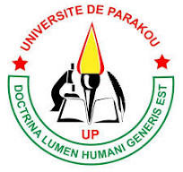 UNIVERSITE DE PARAKOU
UP
DOCTRINA LUMEN HUMANI GENERIS EST